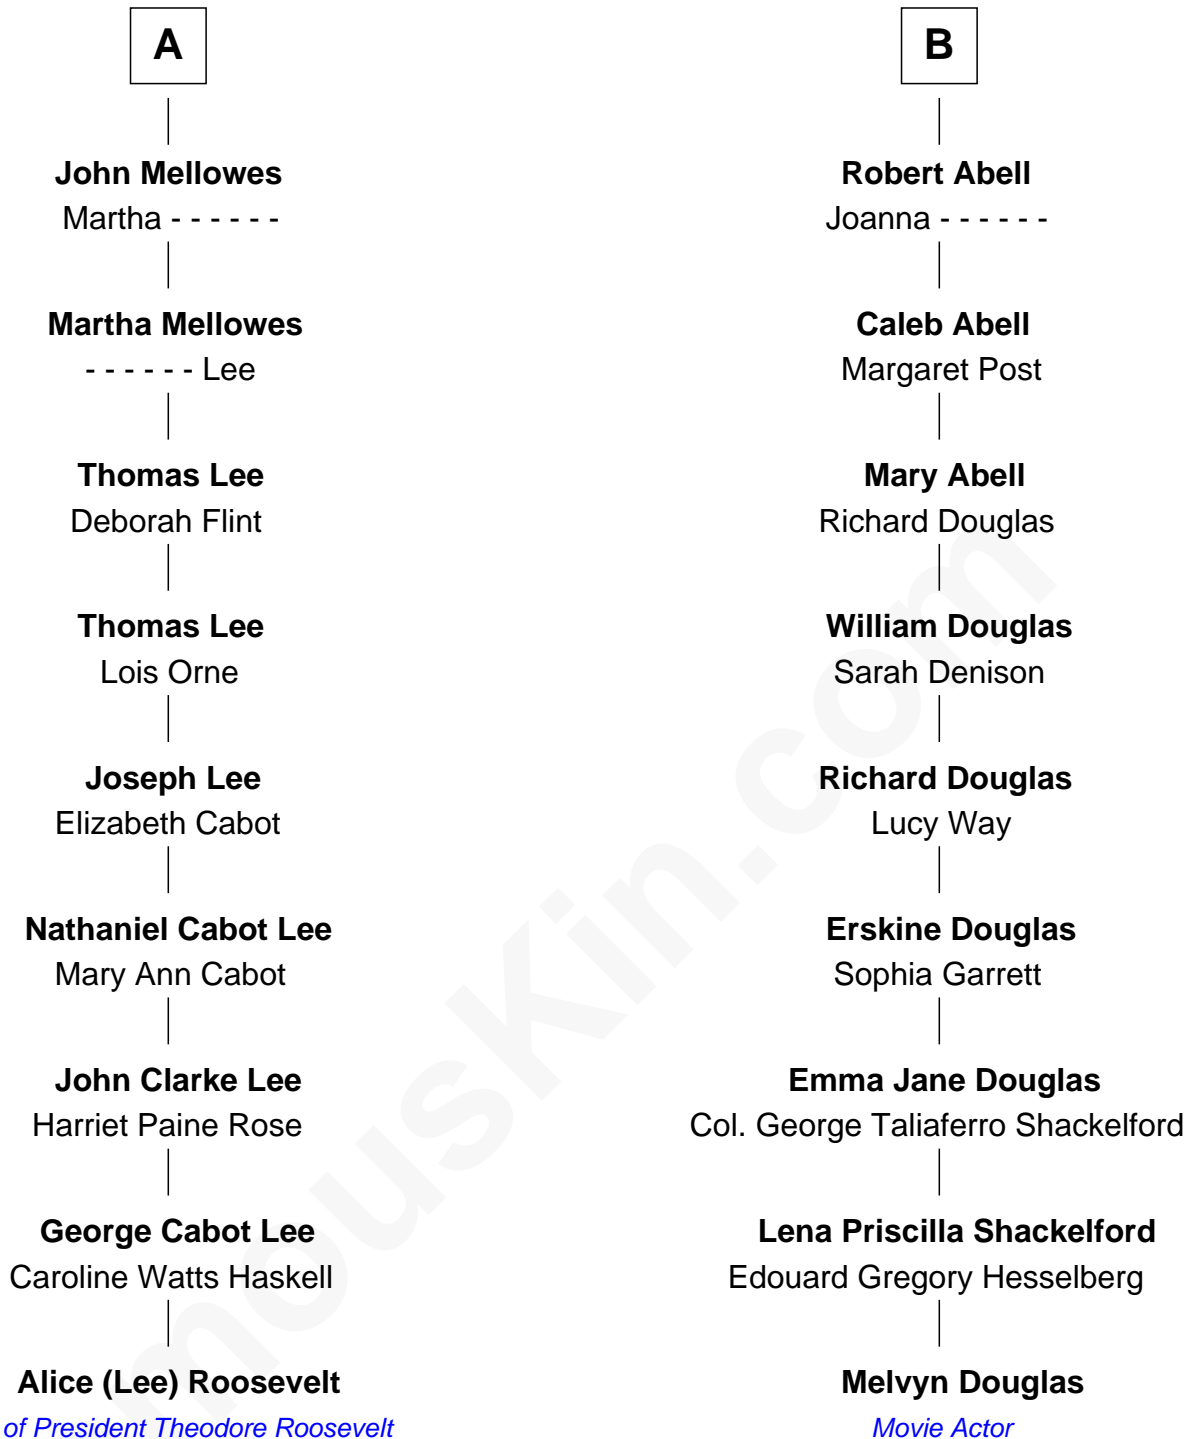 A
John Mellowes
Martha - - - - - -
Martha Mellowes
- - - - - - Lee
Thomas Lee
Deborah Flint
Thomas Lee
Lois Orne
Joseph Lee
Elizabeth Cabot
Nathaniel Cabot Lee
Mary Ann Cabot
John Clarke Lee
Harriet Paine Rose
George Cabot Lee
Caroline Watts Haskell
Alice (Lee) Roosevelt
of President Theodore Roosevelt
B
Robert Abell
Joanna - - - - - -
Caleb Abell
Margaret Post
Mary Abell
Richard Douglas
William Douglas
Sarah Denison
Richard Douglas
Lucy Way
Erskine Douglas
Sophia Garrett
Emma Jane Douglas
Col. George Taliaferro Shackelford
Lena Priscilla Shackelford
Edouard Gregory Hesselberg
Melvyn Douglas
Movie Actor
mousKin.com